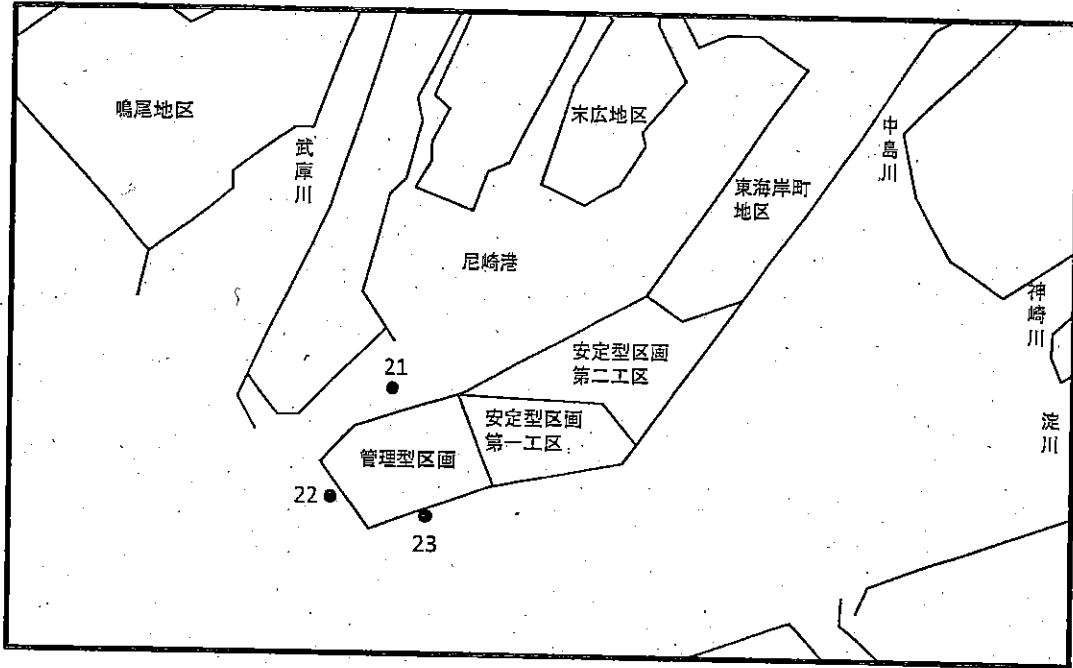 鳴尾地区
武庫川
末広地区
中島川
東海岸町
地区
尼崎港
神崎川
安定型区画
第二工区
21
安定型区画
第一工区
淀川
管理型区画
22
23